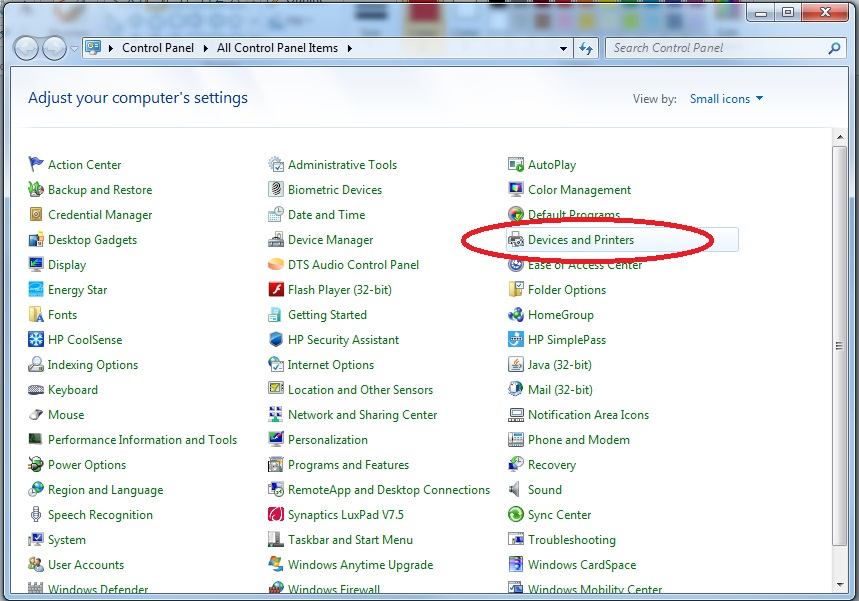 Control Panel All Control Panel Items
Search Control Panel
Adjust your computer's settings
View by: Small icons
Action Center Administrative Tools AutoPlay
Backup and Restore Biometric Devices Color Management
Credential Manager Date and Time Default Programs
Desktop Gadgets Device Manager Devices and Printers
Display DTS Audio Control Panel Ease of Access Center
Energy Star Flash Player (32-bit) Folder Options
Fonts Getting Started HomeGroup
HP CoolSense HP Security Assistant HP SimplePass
Indexing Options Internet Options Java (32-bit)
Keyboard Location and Other Sensors Mail (32-bit)
Mouse Network and Sharing Center Notification Area Icons
Performance Information and Tools Personalization Phone and Modem
Power Options Programs and Features Recovery
Region and Language RemoteApp and Desktop Connections Sound
Speech Recognition Synaptics LuxPad V7.5 Sync Center
System Taskbar and Start Menu Troubleshooting
User Accounts Windows Anytime Upgrade Windows CardSpace
Windows Defender Windows Firewall Windows Mobility Center